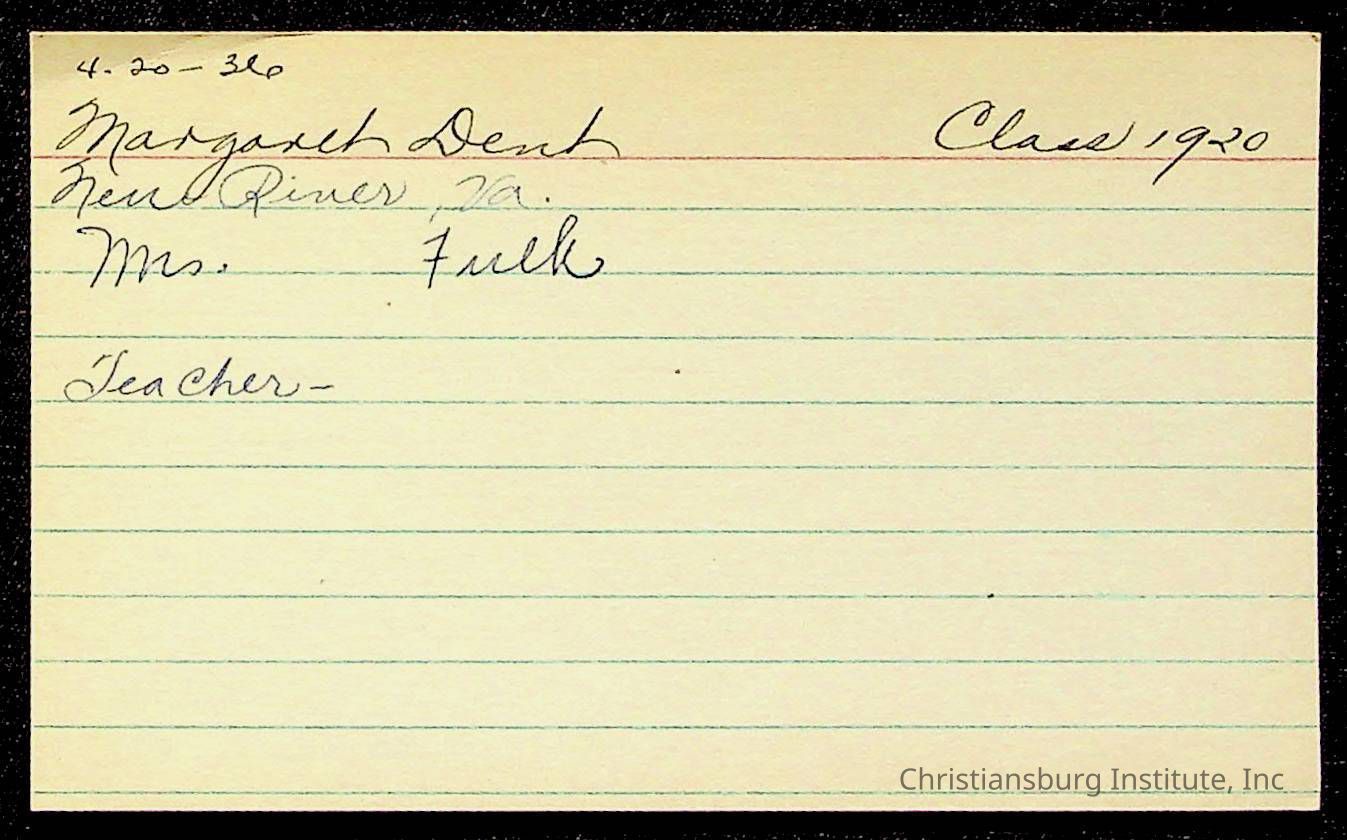 4-20-36
Margaret Dent Class 1920
New River, Va.
Mrs. Fulk
Teacher-
Christiansburg Institute, Inc